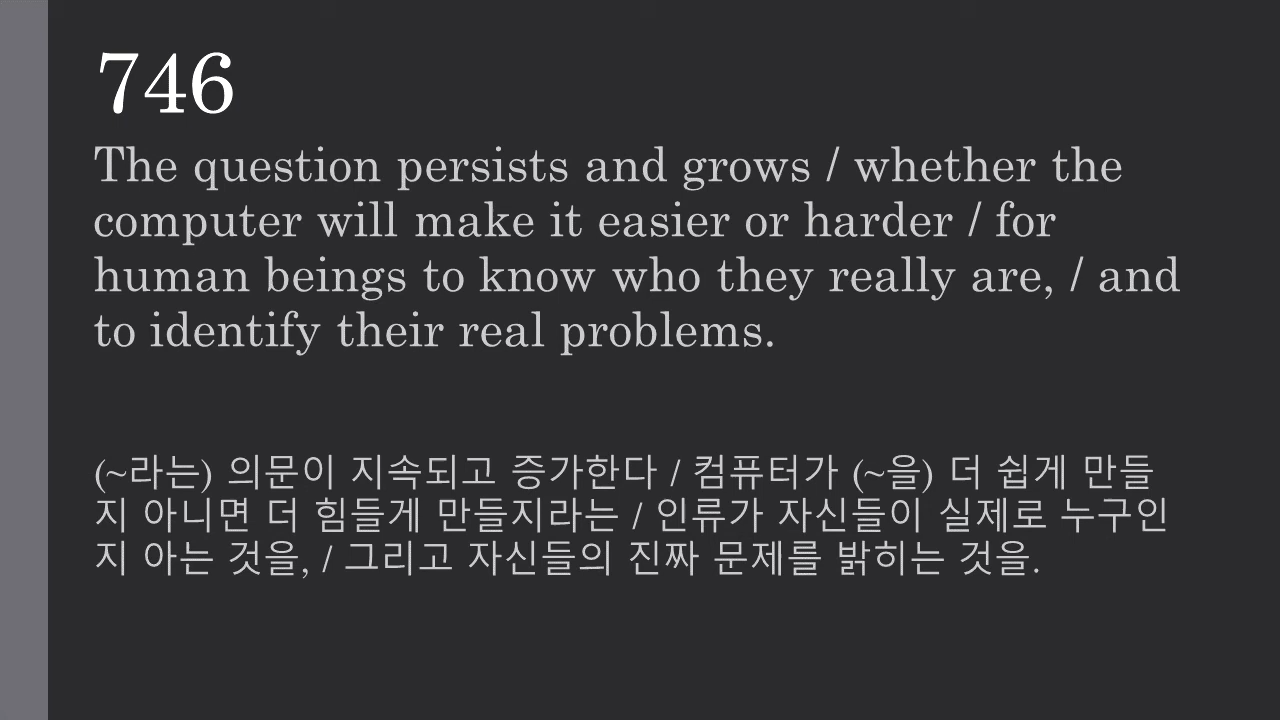 746
The question persists and grows / whether the
computer will make it easier or harder / for
human beings to know who they really are, / and
to identify their real problems.
(~라는) 의문이 지속되고 증가한다 / 컴퓨터가 (~을) 더 쉽게 만들
지 아니면 더 힘들게 만들지라는 / 인류가 자신들이 실제로 누구인
지 아는 것을, / 그리고 자신들의 진짜 문제를 밝히는 것을.